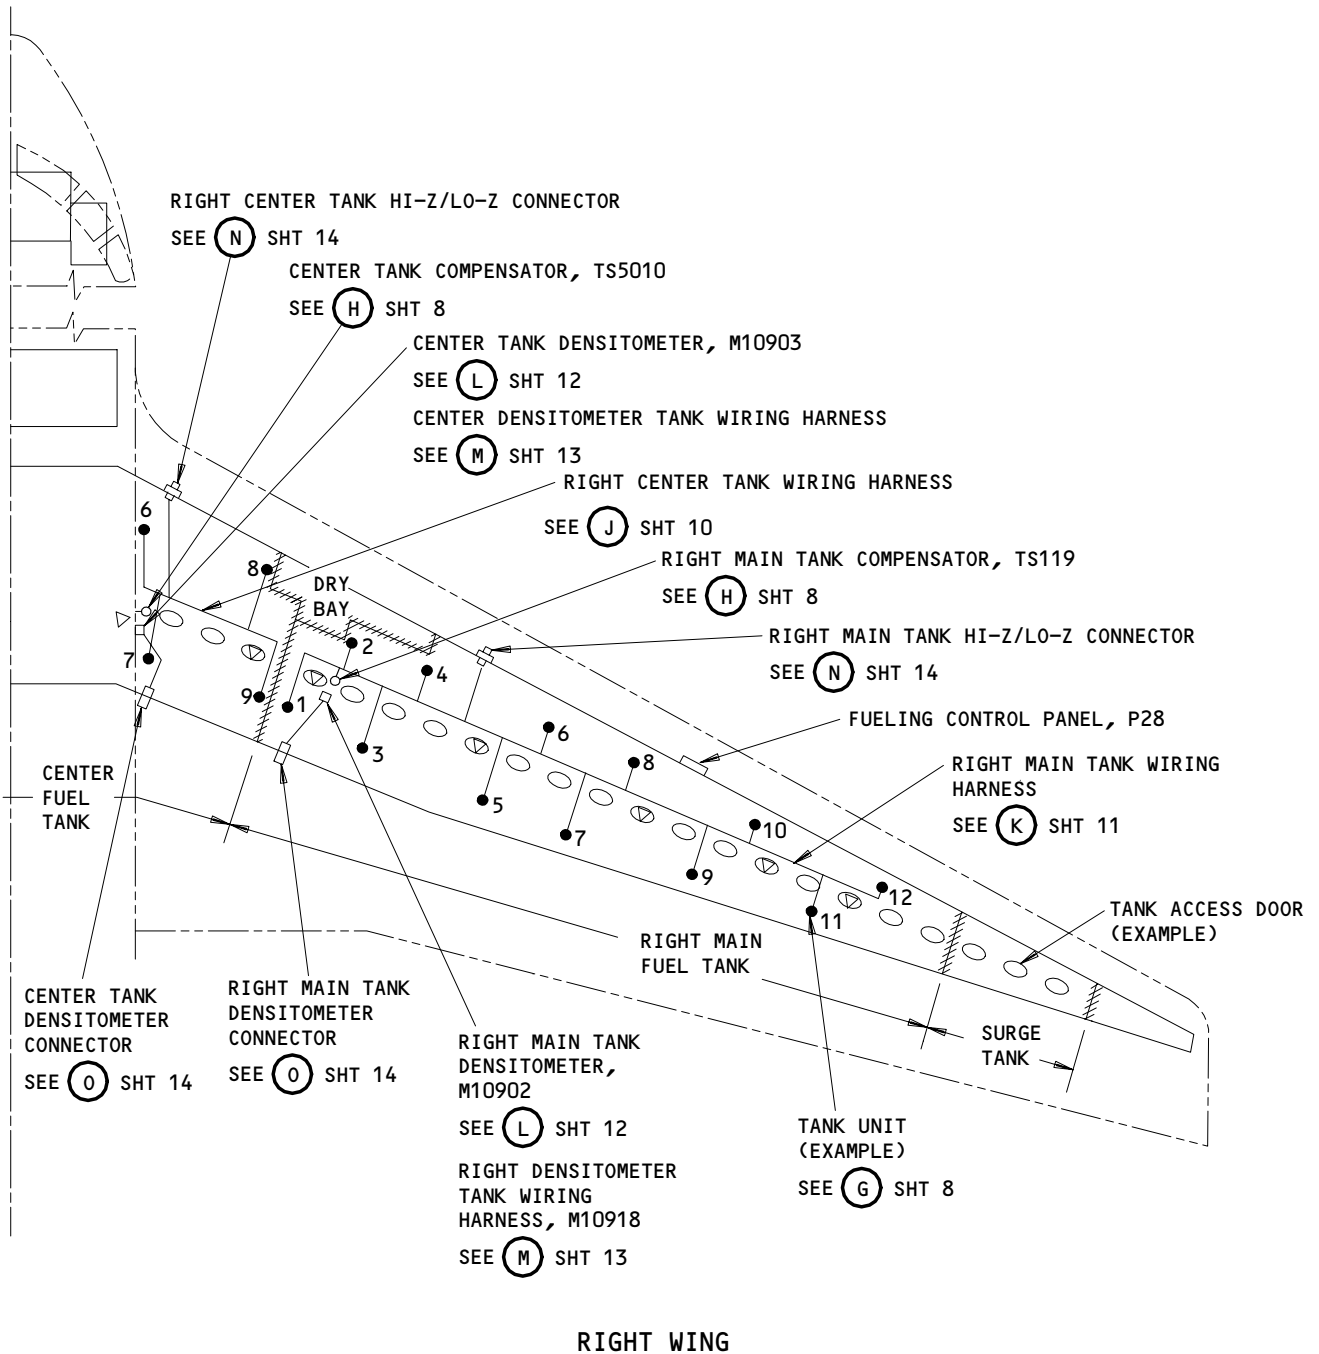 RIGHT CENTER TANK HI-Z/LO-Z CONNECTOR
SEE N SHT 14
CENTER TANK COMPENSATOR, TS5010
SEE H SHT 8
CENTER TANK DENSITOMETER, M10903
SEE L SHT 12
CENTER DENSITOMETER TANK WIRING HARNESS
SEE M SHT 13
RIGHT CENTER TANK WIRING HARNESS
SEE J SHT 10
RIGHT MAIN TANK COMPENSATOR, TS119
SEE H SHT 8
RIGHT MAIN TANK HI-Z/LO-Z CONNECTOR
SEE N SHT 14
FUELING CONTROL PANEL, P28
RIGHT MAIN TANK WIRING
HARNESS
SEE K SHT 11
TANK ACCESS DOOR
(EXAMPLE)
6
8
DRY
BAY
7
9
1
2
3
4
5
6
7
8
9
10
11
12
CENTER
FUEL
TANK
RIGHT MAIN
FUEL TANK
SURGE
TANK
CENTER TANK
DENSITOMETER
CONNECTOR
SEE O SHT 14
RIGHT MAIN TANK
DENSITOMETER
CONNECTOR
SEE O SHT 14
RIGHT MAIN TANK
DENSITOMETER,
M10902
SEE L SHT 12
RIGHT DENSITOMETER
TANK WIRING
HARNESS, M10918
SEE M SHT 13
TANK UNIT
(EXAMPLE)
SEE G SHT 8
RIGHT WING